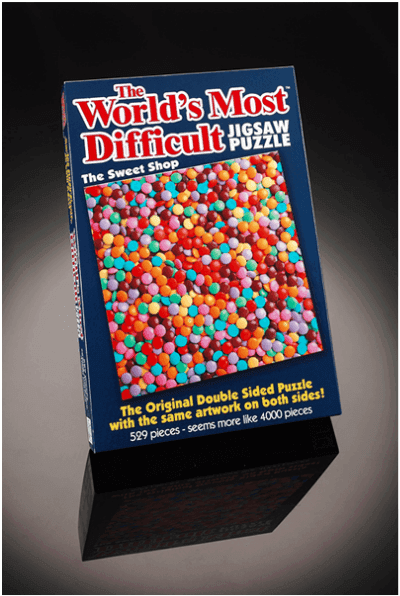 The
World's Most™
Difficult JIGSAW
PUZZLE
The Sweet Shop
The Original Double Sided Puzzle
with the same artwork on both sides!
529 pieces - seems more like 4000 pieces